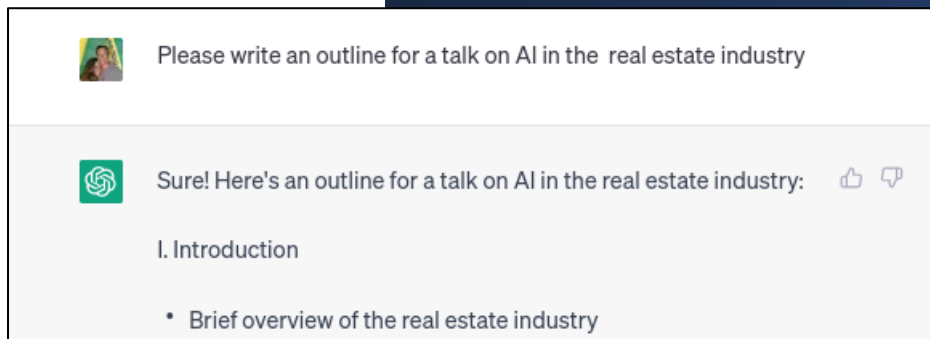 Please write an outline for a talk on AI in the  real estate industry
Sure! Here's an outline for a talk on AI in the real estate industry:
I. Introduction
• Brief overview of the real estate industry